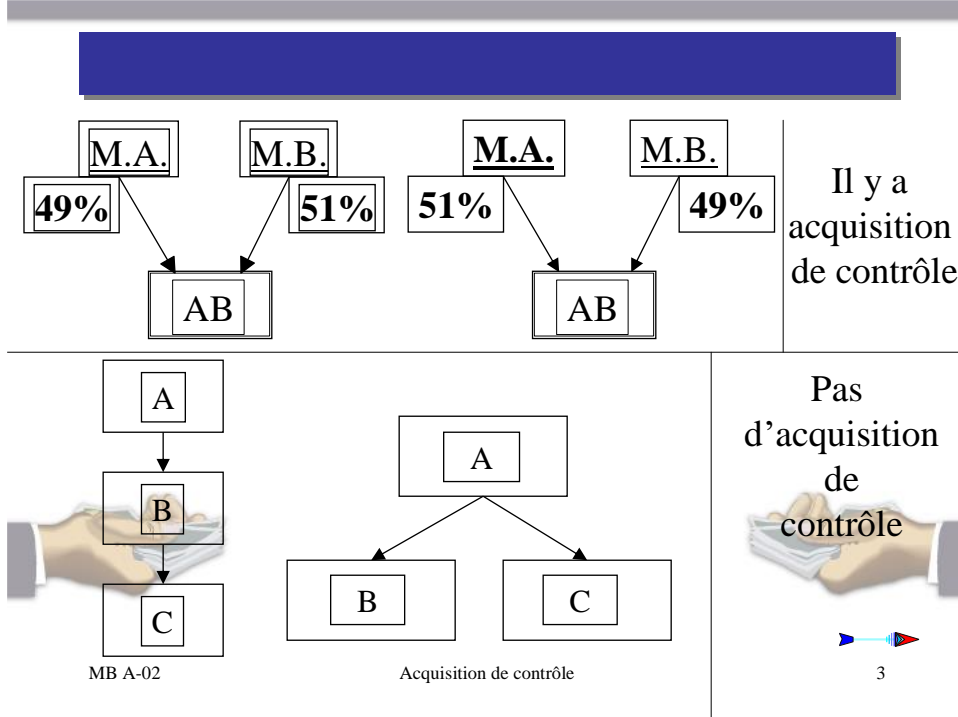 M.A.
M.B.
49%
51%
AB
M.A.
M.B.
51%
49%
AB
Il y a
acquisition
de contrôle
A
B
C
A
B
C
Pas
d’acquisition
de
contrôle
MB A-02
Acquisition de contrôle
3